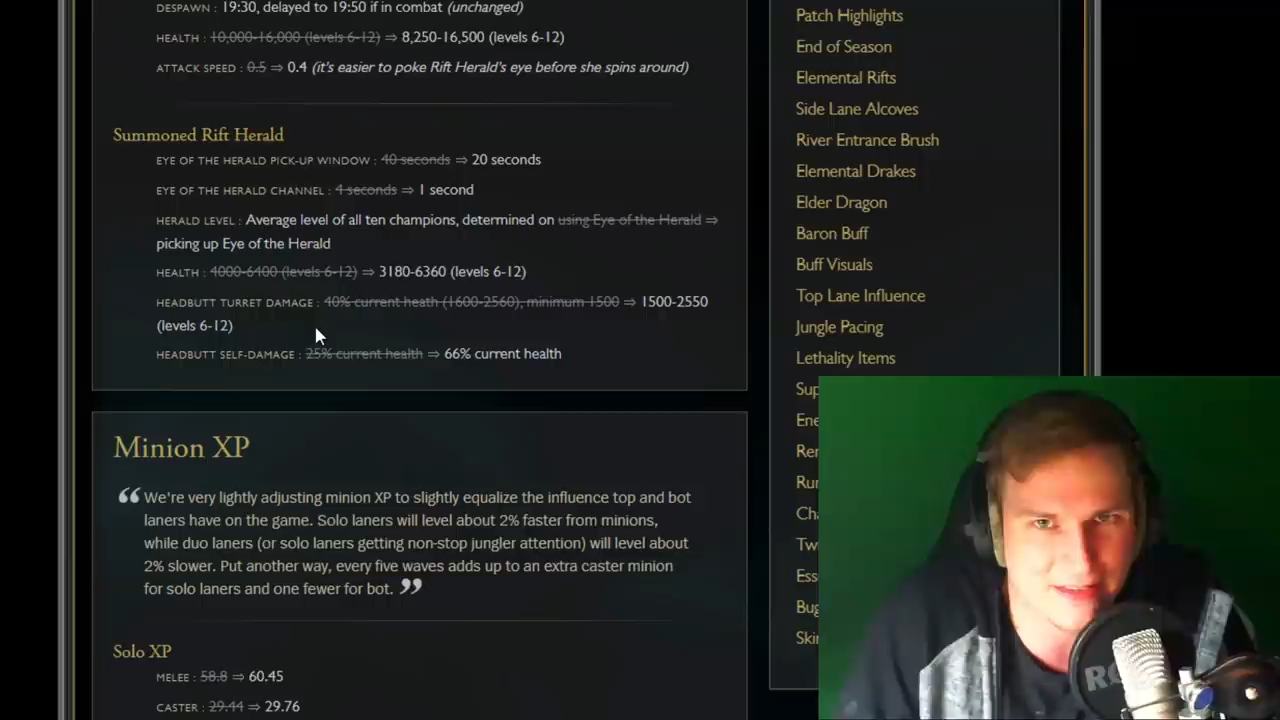 DESPAWN : 19:30, delayed to 19:50 if in combat (unchanged)
HEALTH : 10,000-16,000 (levels 6-12) ⇒ 8,250-16,500 (levels 6-12)
ATTACK SPEED : 0.5 ⇒ 0.4 (it's easier to poke Rift Herald's eye before she spins around)
Summoned Rift Herald
EYE OF THE HERALD PICK-UP WINDOW : 40 seconds ⇒ 20 seconds
EYE OF THE HERALD CHANNEL : 4 seconds ⇒ 1 second
HERALD LEVEL : Average level of all ten champions, determined on using Eye of the Herald ⇒
picking up Eye of the Herald
HEALTH : 4000-6400 (levels 6-12) ⇒ 3180-6360 (levels 6-12)
HEADBUTT TURRET DAMAGE : 40% current heath (1600-2560), minimum 1500 ⇒ 1500-2550
(levels 6-12)
HEADBUTT SELF-DAMAGE : 25% current health ⇒ 66% current health
Minion XP
“ We're very lightly adjusting minion XP to slightly equalize the influence top and bot
laners have on the game. Solo laners will level about 2% faster from minions,
while duo laners (or solo laners getting non-stop jungler attention) will level about
2% slower. Put another way, every five waves adds up to an extra caster minion
for solo laners and one fewer for bot. ”
Solo XP
MELEE : 58.8 ⇒ 60.45
CASTER : 29.44 ⇒ 29.76
Patch Highlights
End of Season
Elemental Rifts
Side Lane Alcoves
River Entrance Brush
Elemental Drakes
Elder Dragon
Baron Buff
Buff Visuals
Top Lane Influence
Jungle Pacing
Lethality Items
Sup
Ene
Ru
Cha
Tw
Ess
Bug
Skin